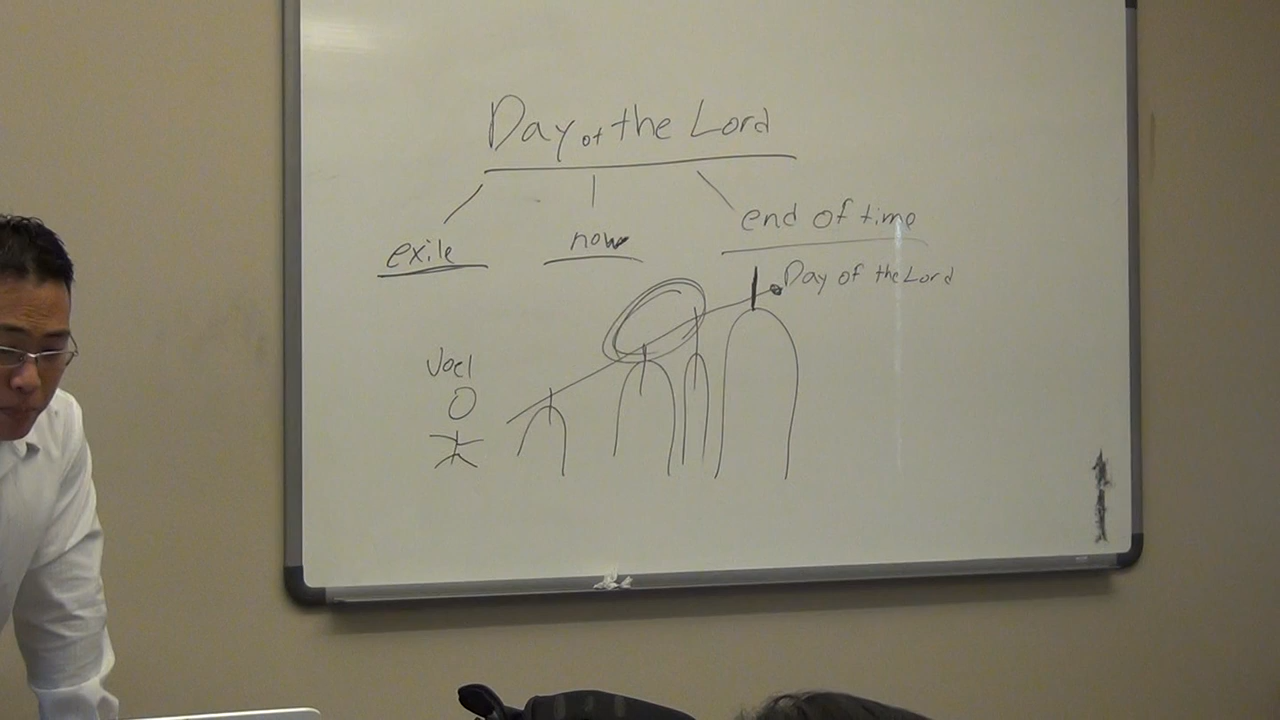 Day of the Lord
exile
now
end of time
Day of the Lord
Joel